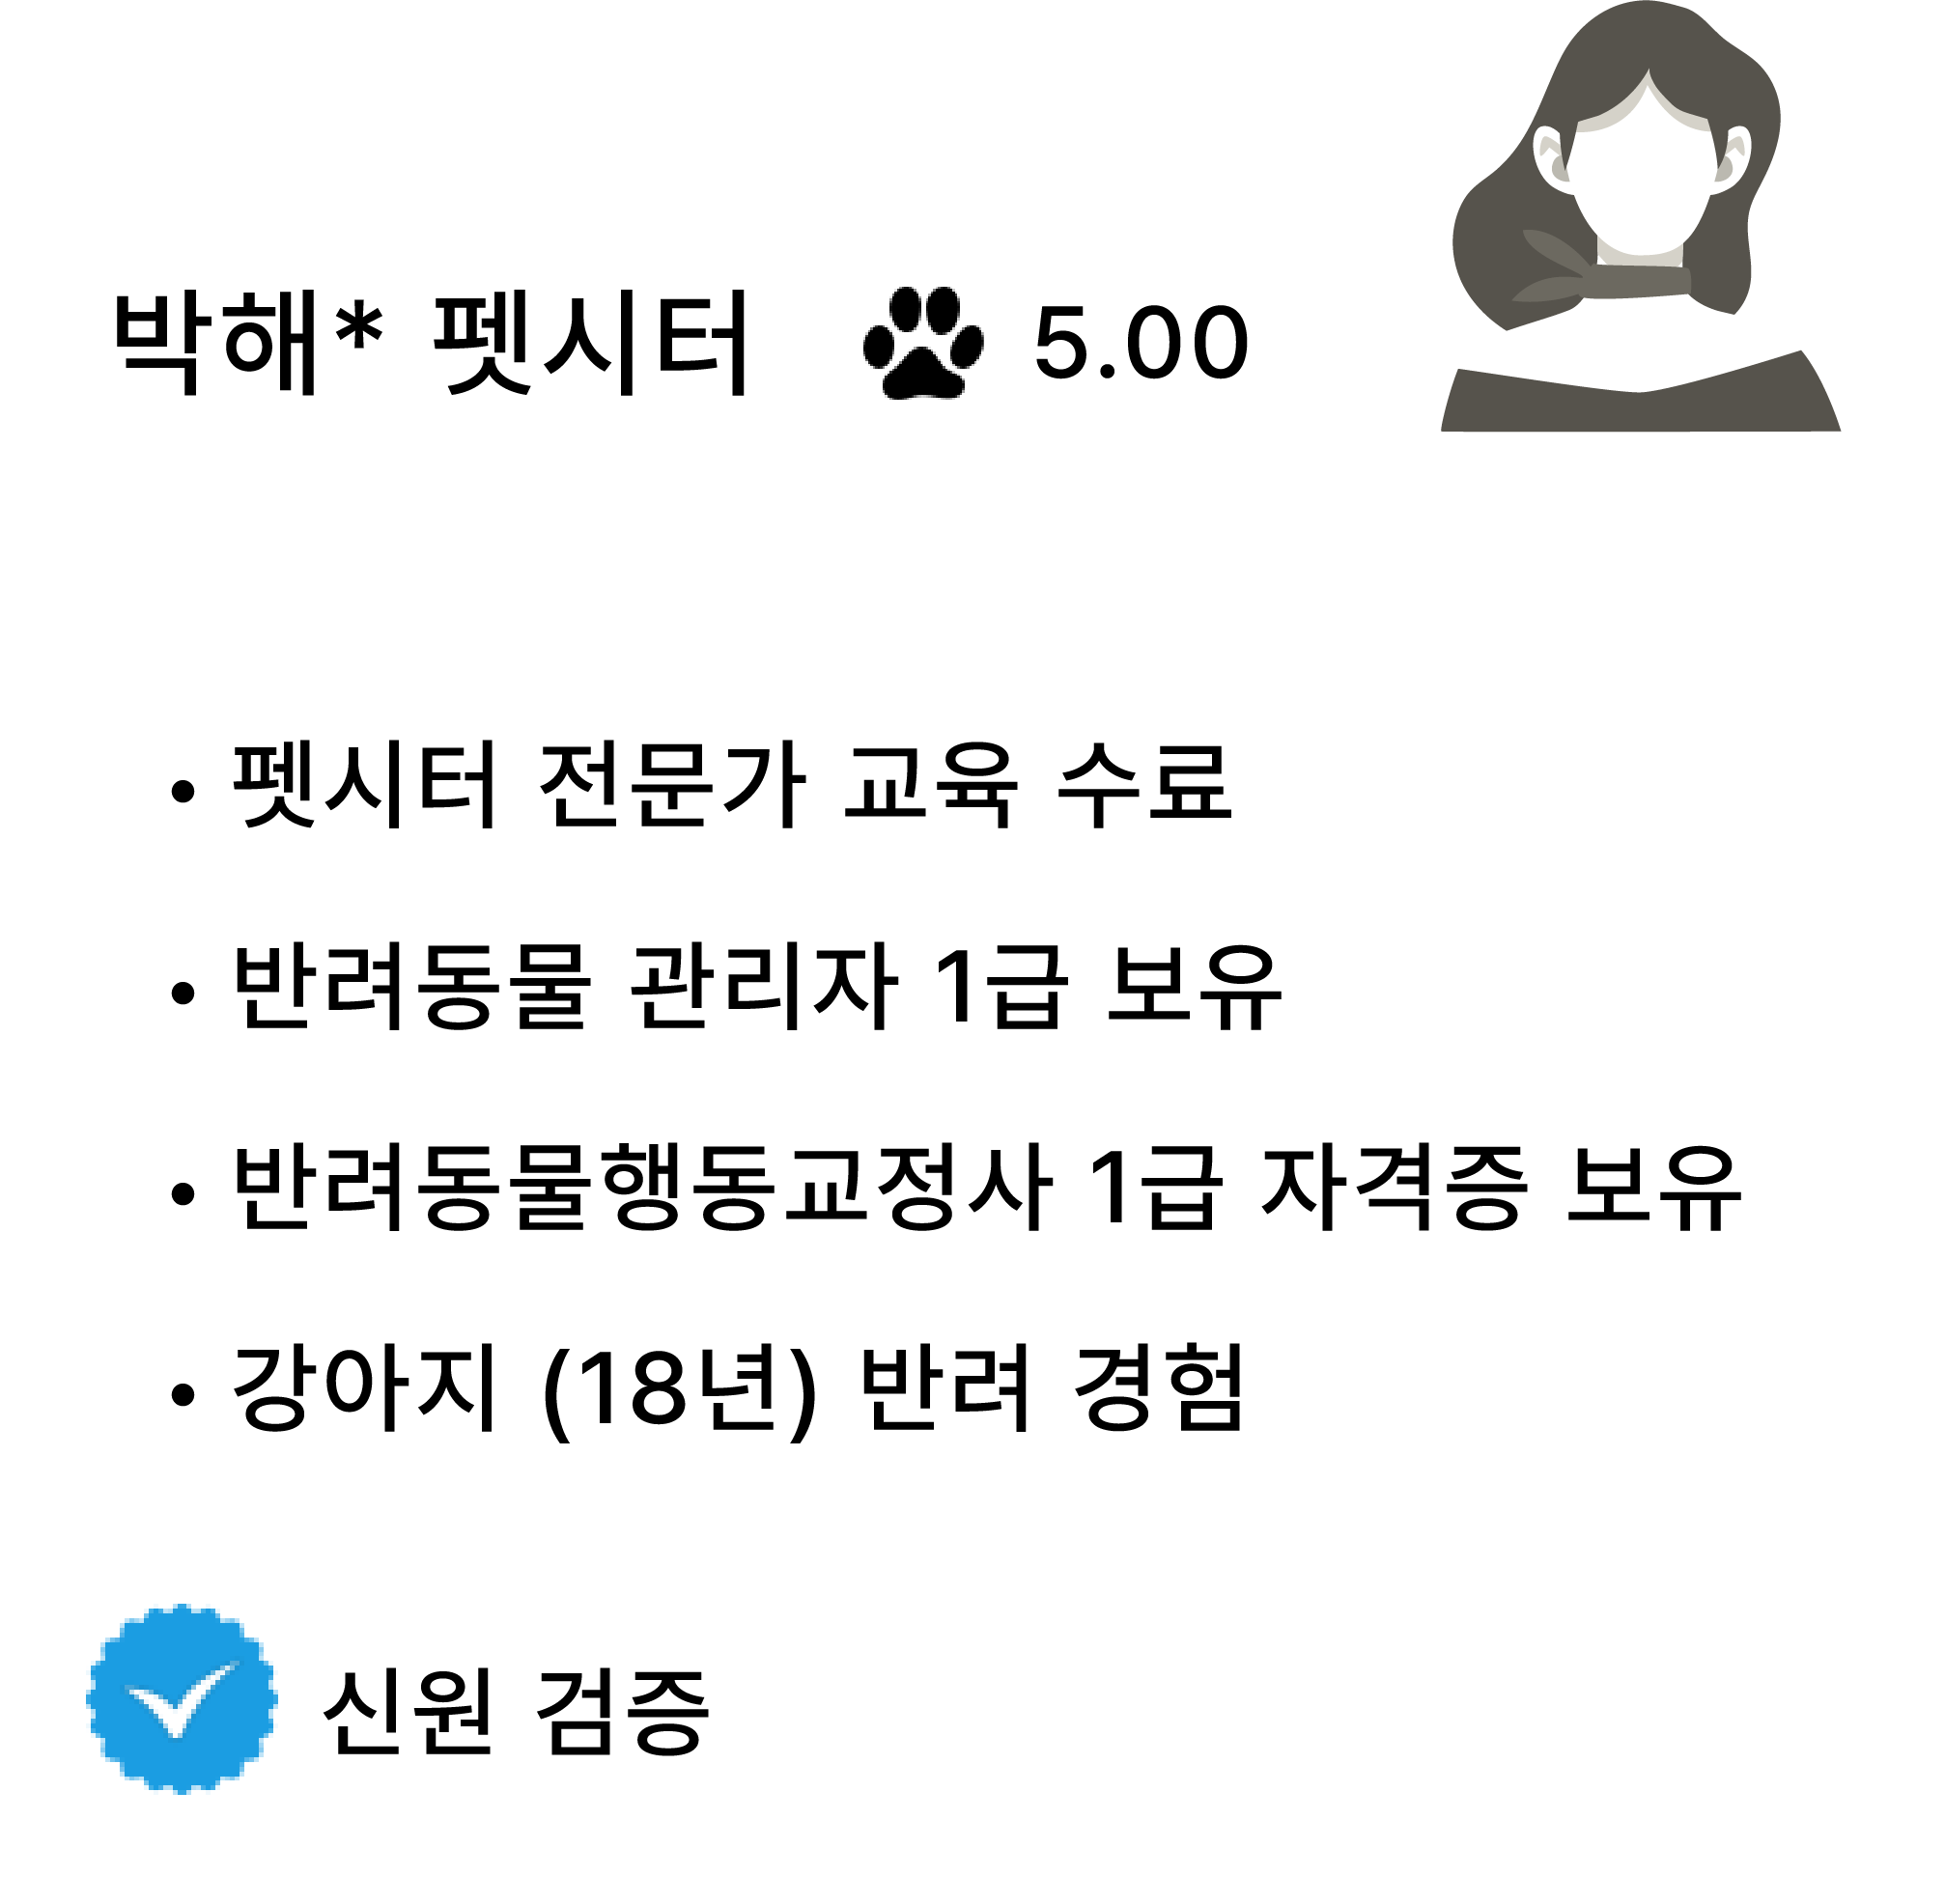 박해* 펫시터 5.00
• 펫시터 전문가 교육 수료
• 반려동물 관리자 1급 보유
• 반려동물행동교정사 1급 자격증 보유
• 강아지 (18년) 반려 경험
신원 검증